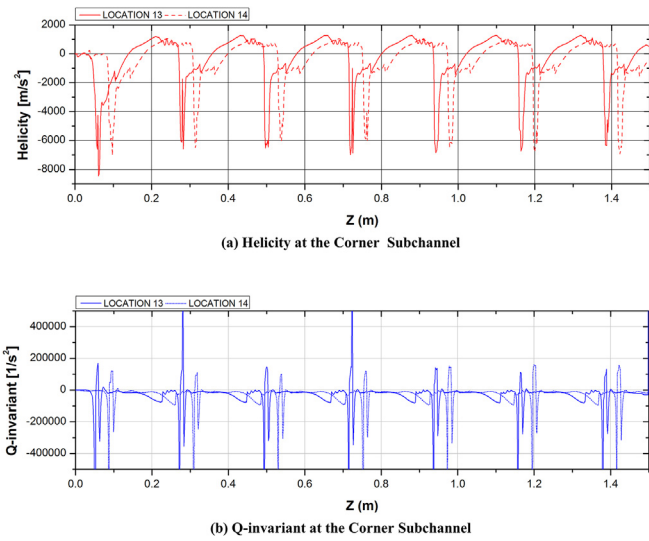 LOCATION 13 LOCATION 14
2000
0
-2000
-4000
-6000
-8000
Helicity [m/s²]
0.0 0.2 0.4 0.6 0.8 1.0 1.2 1.4
Z (m)
(a) Helicity at the Corner Subchannel
LOCATION 13 LOCATION 14
400000
200000
0
-200000
-400000
Q-invariant [1/s²]
0.0 0.2 0.4 0.6 0.8 1.0 1.2 1.4
Z (m)
(b) Q-invariant at the Corner Subchannel